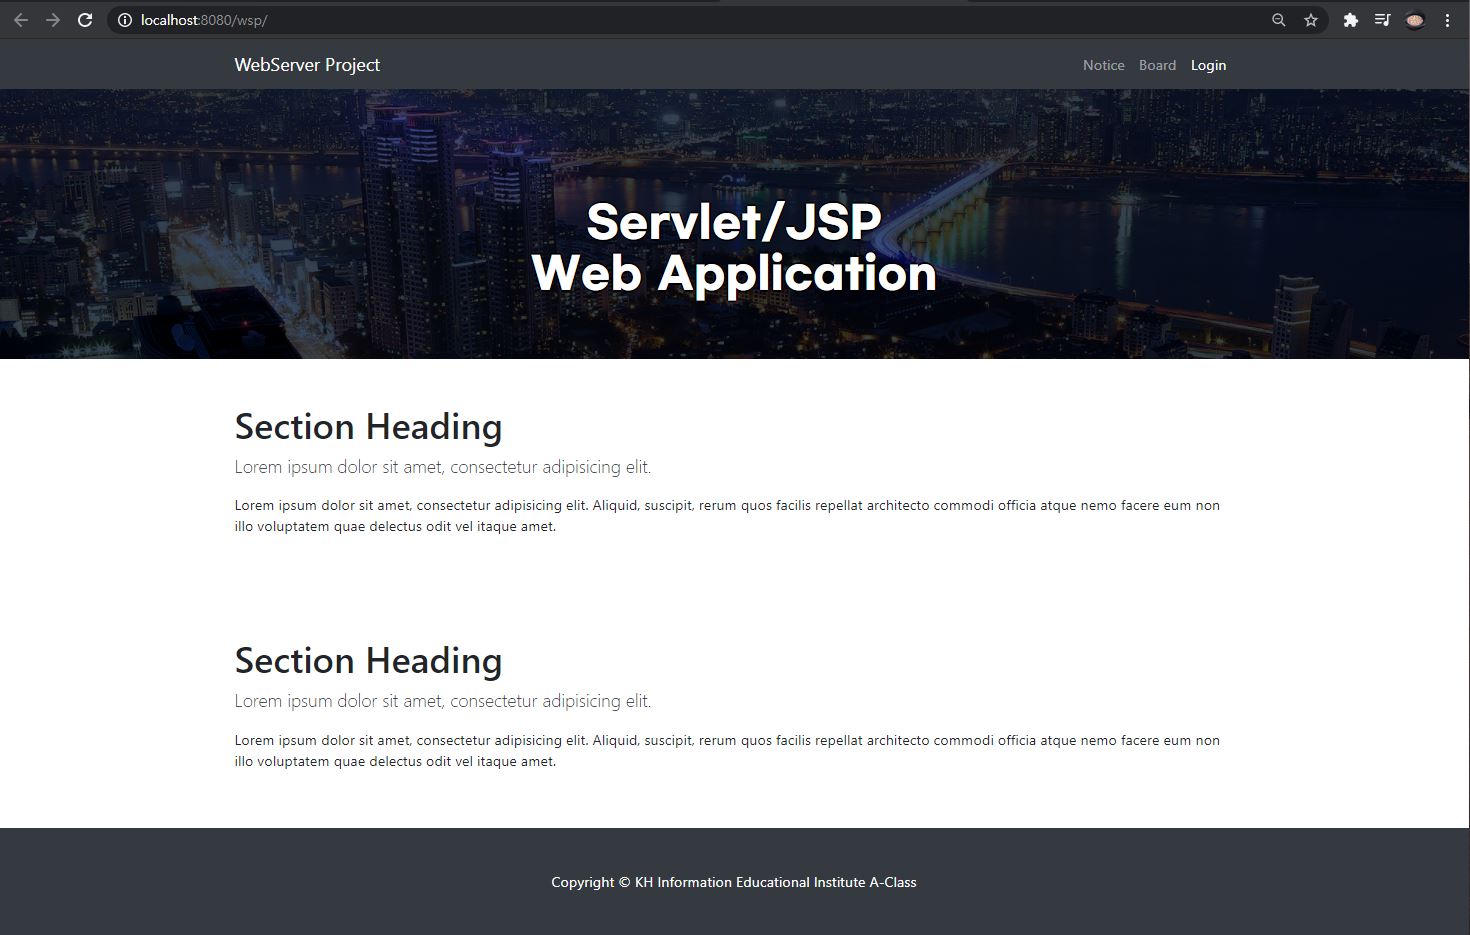 localhost:8080/wsp/
WebServer Project
Notice Board Login
Servlet/JSP
Web Application
Section Heading
Lorem ipsum dolor sit amet, consectetur adipisicing elit.
Lorem ipsum dolor sit amet, consectetur adipisicing elit. Aliquid, suscipit, rerum quos facilis repellat architecto commodi officia atque nemo facere eum non
illo voluptatem quae delectus odit vel itaque amet.
Section Heading
Lorem ipsum dolor sit amet, consectetur adipisicing elit.
Lorem ipsum dolor sit amet, consectetur adipisicing elit. Aliquid, suscipit, rerum quos facilis repellat architecto commodi officia atque nemo facere eum non
illo voluptatem quae delectus odit vel itaque amet.
Copyright © KH Information Educational Institute A-Class